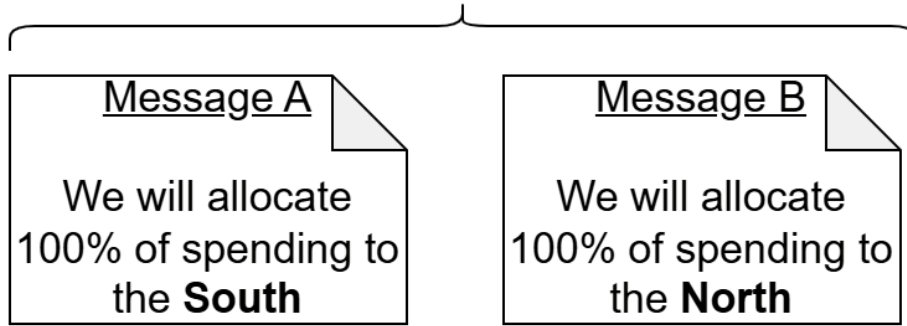 Message A
We will allocate
100% of spending to
the South
Message B
We will allocate
100% of spending to
the North